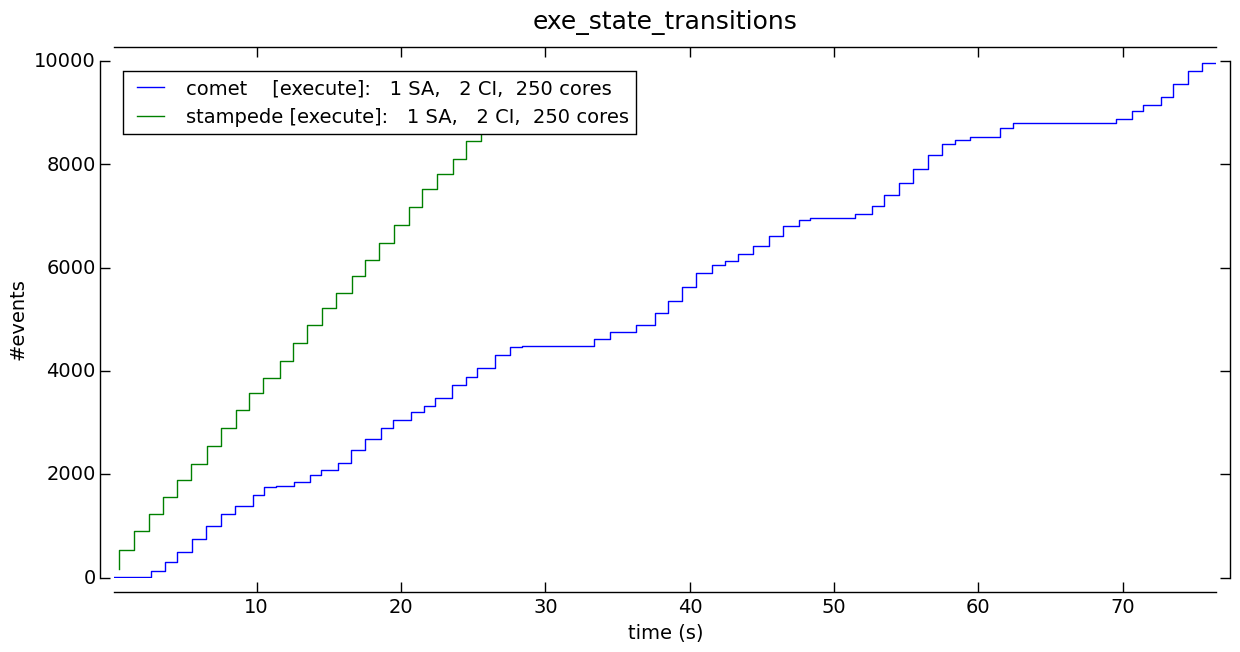 exe_state_transitions
10000
8000
6000
4000
2000
0
#events
comet [execute]: 1 SA, 2 CI, 250 cores
stampede [execute]: 1 SA, 2 CI, 250 cores
10 20 30 40 50 60 70
time (s)